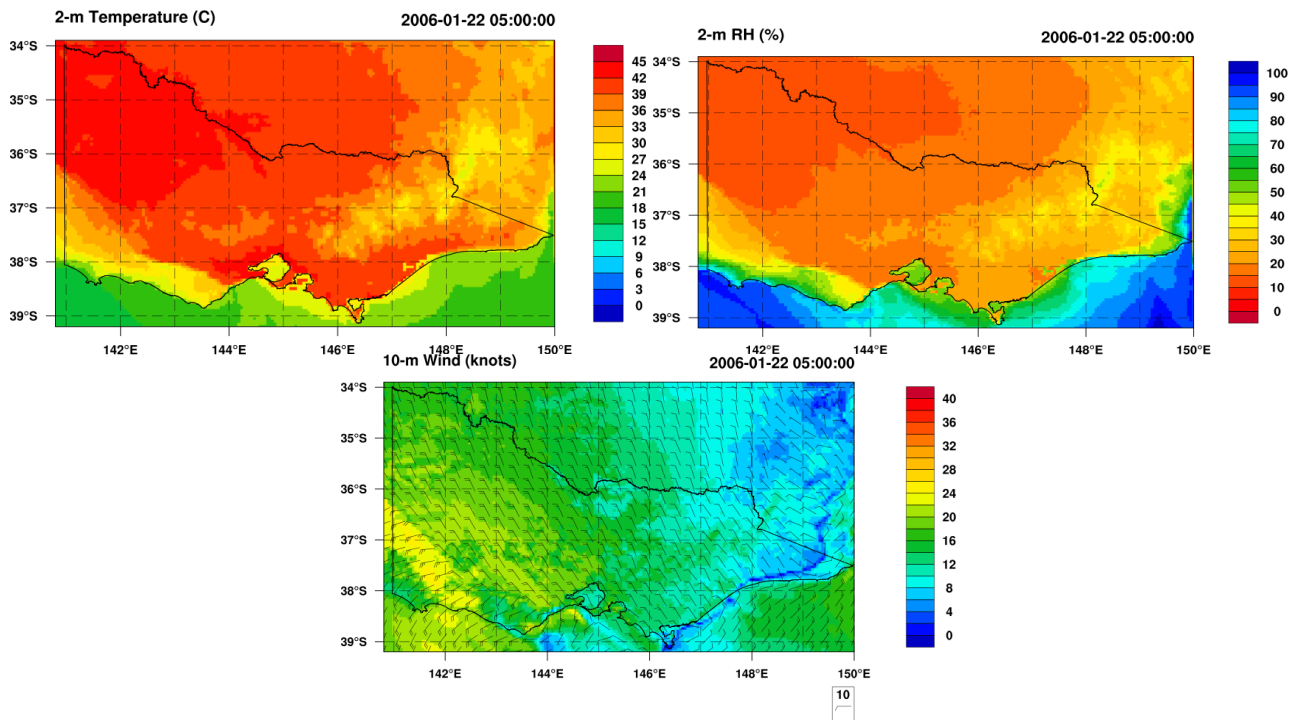 2-m Temperature (C) 2006-01-22 05:00:00
34°S
35°S
36°S
37°S
38°S
39°S
142°E 144°E 146°E 148°E 150°E
45
42
39
36
33
30
27
24
21
18
15
12
9
6
3
0
2-m RH (%) 2006-01-22 05:00:00
34°S
35°S
36°S
37°S
38°S
39°S
142°E 144°E 146°E 148°E 150°E
100
90
80
70
60
50
40
30
20
10
0
10-m Wind (knots) 2006-01-22 05:00:00
34°S
35°S
36°S
37°S
38°S
39°S
142°E 144°E 146°E 148°E 150°E
40
36
32
28
24
20
16
12
8
4
0
10